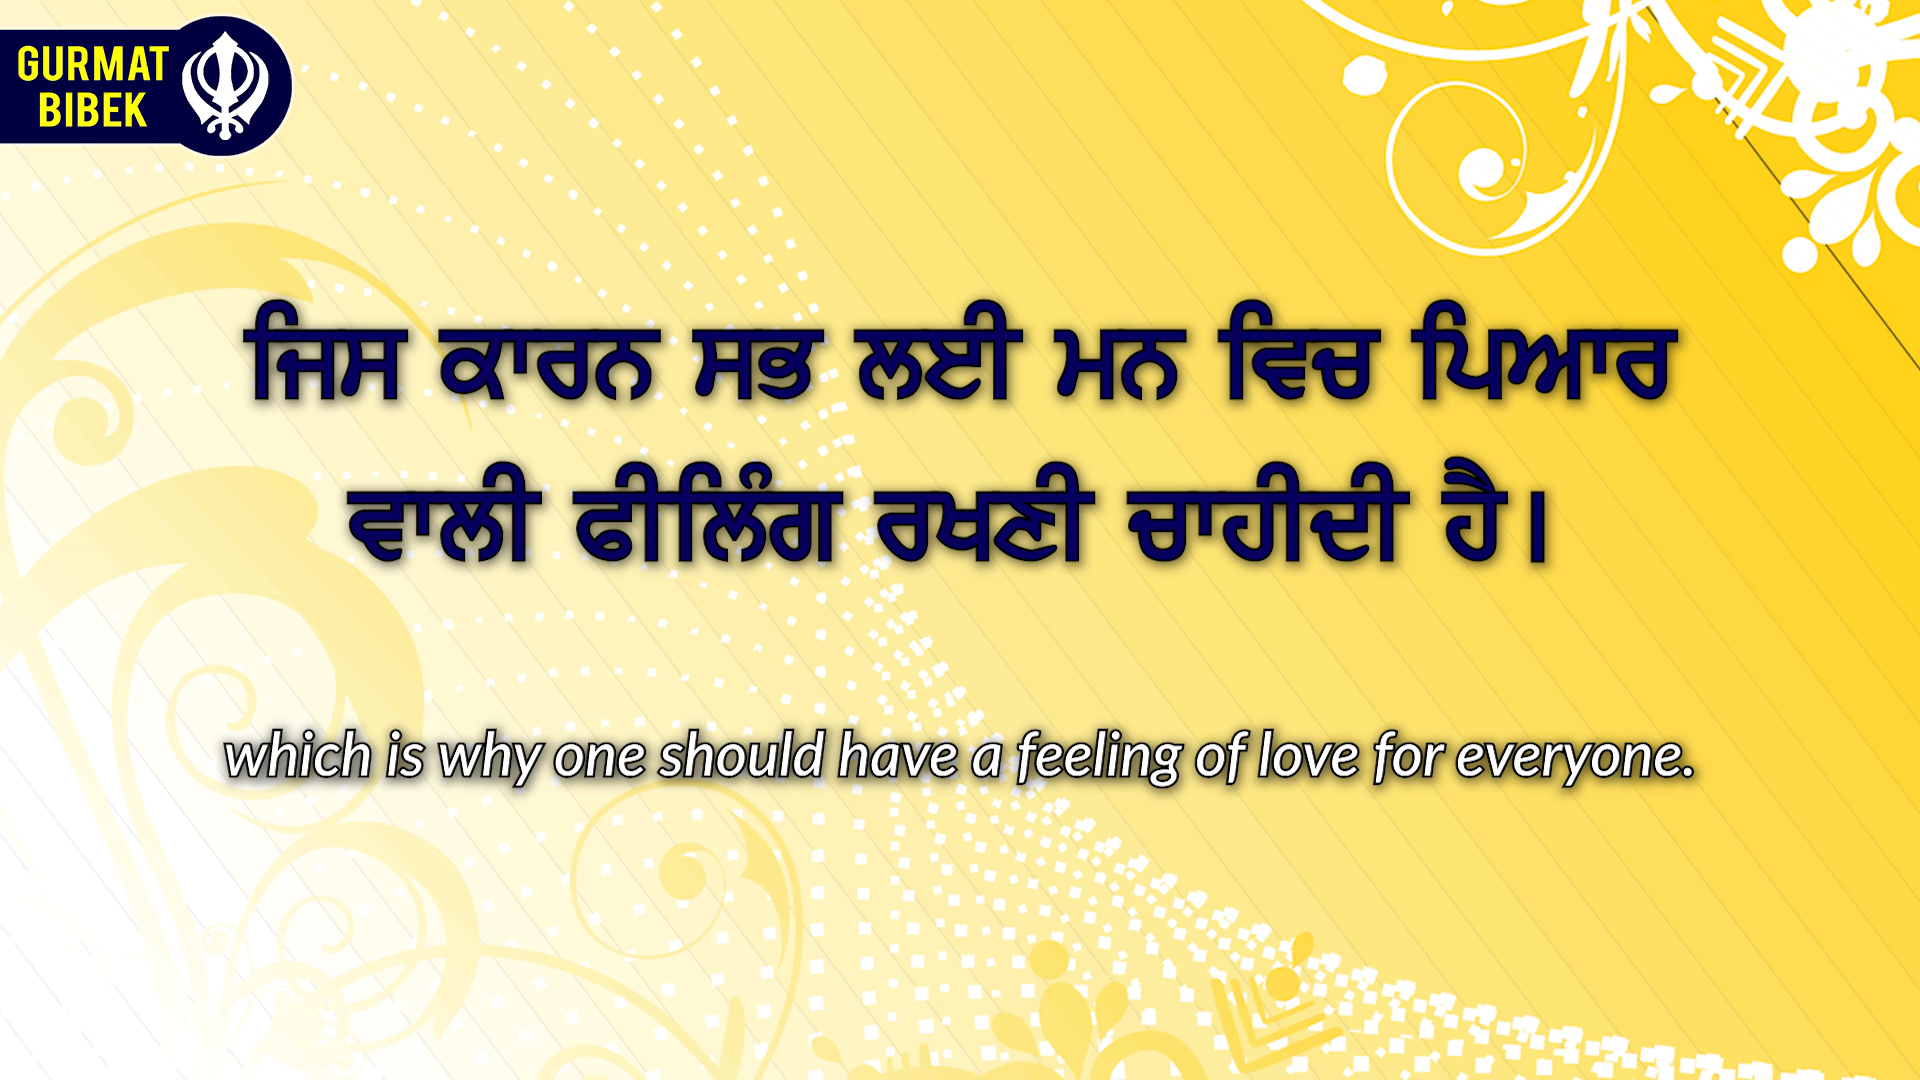 GURMAT
BIBEK
ਜਿਸ ਕਾਰਨ ਸਭ ਲਈ ਮਨ ਵਿਚ ਪਿਆਰ
ਵਾਲੀ ਫੀਲਿੰਗ ਰਖਣੀ ਚਾਹੀਦੀ ਹੈ।
which is why one should have a feeling of love for everyone.